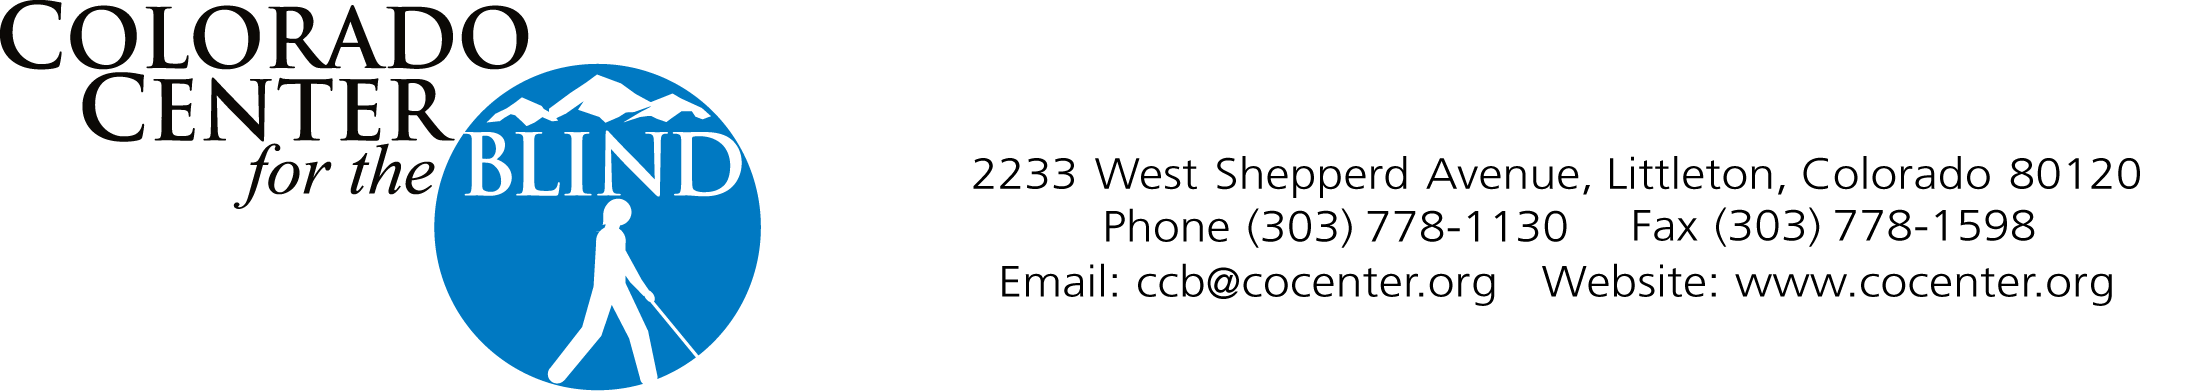 COLORADO
CENTER
for the BLIND
2233 West Shepperd Avenue, Littleton, Colorado 80120
Phone (303) 778-1130 Fax (303) 778-1598
Email: ccb@cocenter.org Website: www.cocenter.org